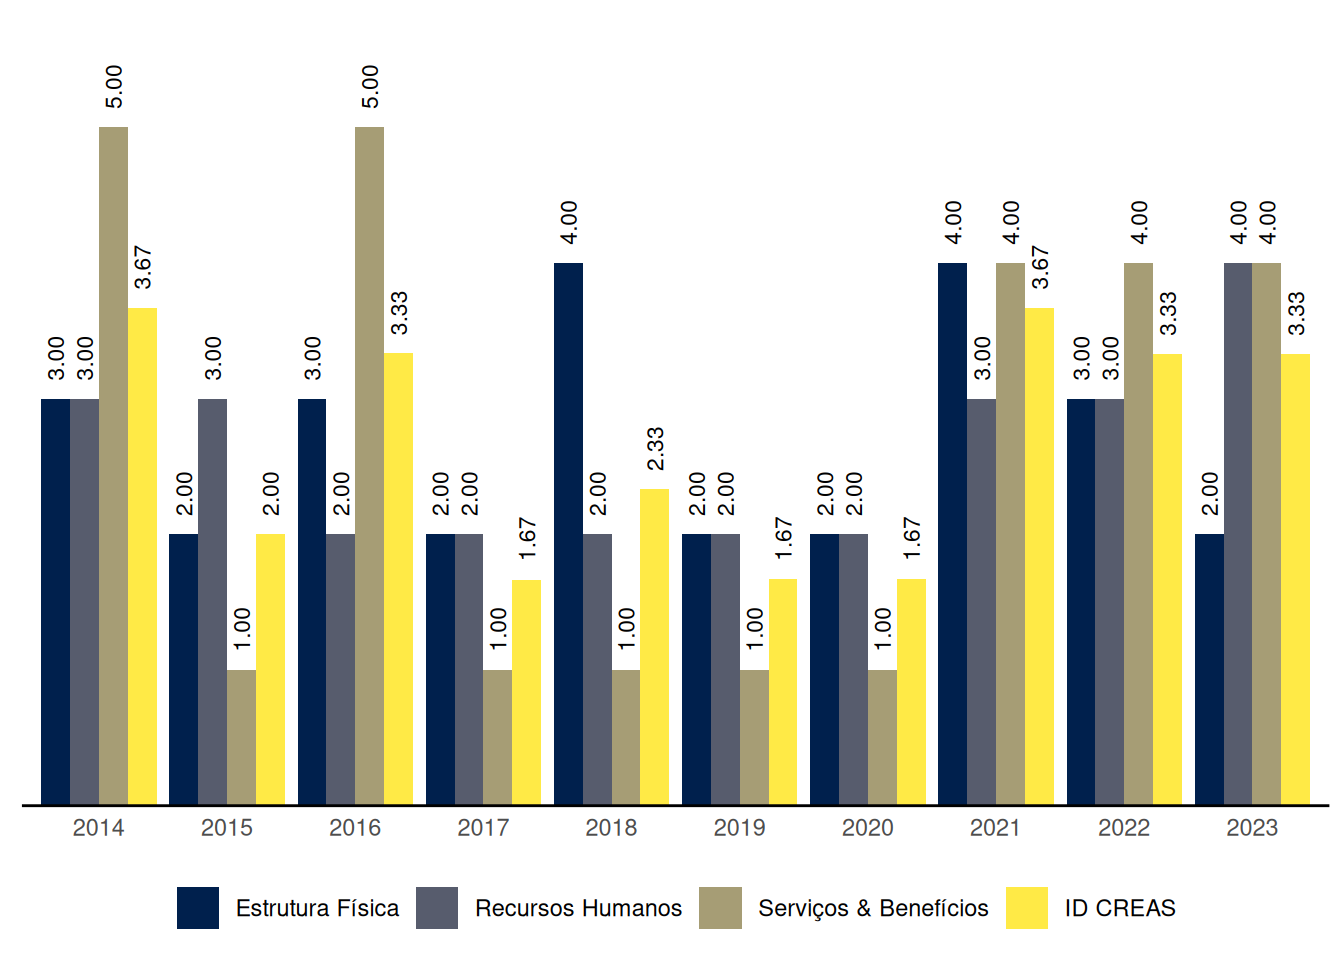 5.00 5.00
4.00 4.00 4.00 4.00 4.00 4.00
3.67 3.67
3.33 3.33 3.33
3.00 3.00 3.00 3.00 3.00 3.00 3.00
2.33
2.00 2.00 2.00 2.00 2.00 2.00 2.00 2.00 2.00 2.00 2.00
1.67 1.67 1.67
1.00 1.00 1.00 1.00 1.00
2014 2015 2016 2017 2018 2019 2020 2021 2022 2023
Estrutura Física Recursos Humanos Serviços & Benefícios ID CREAS